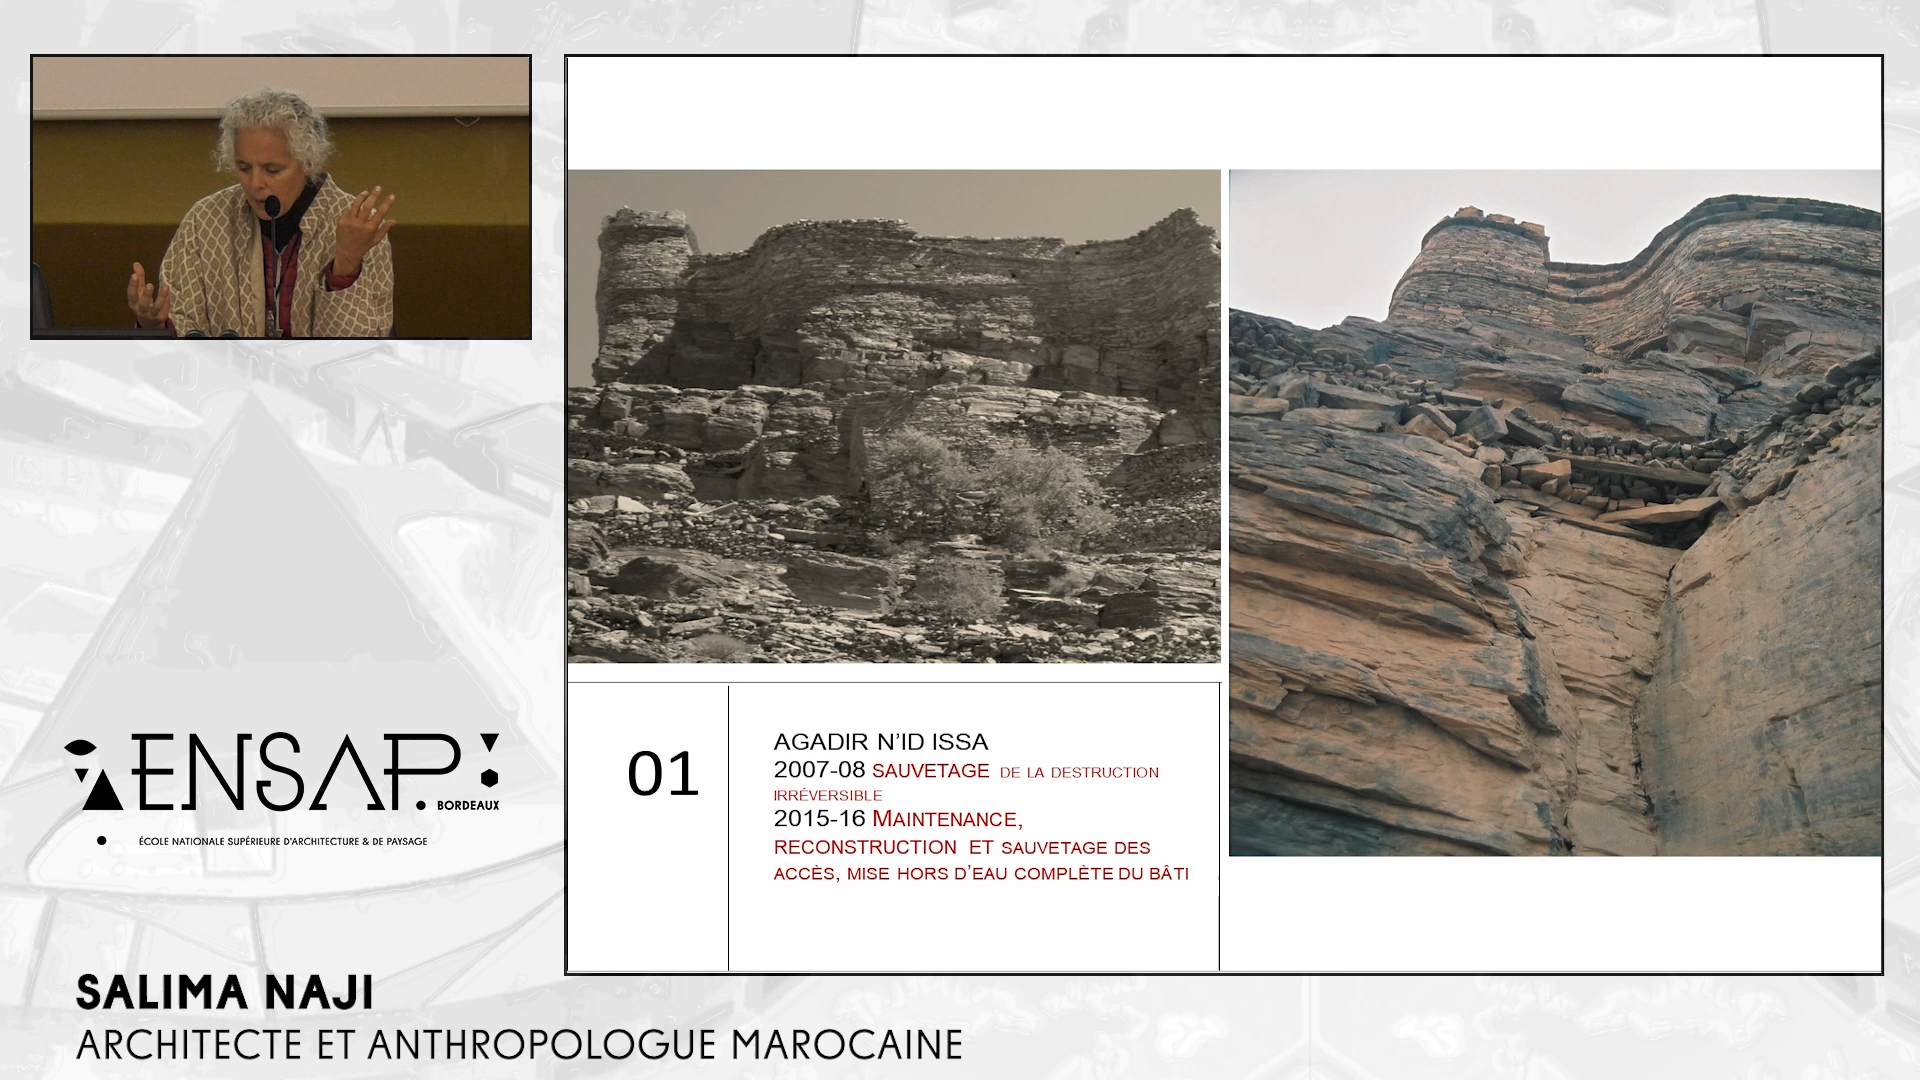 01
AGADIR N’ID ISSA
2007-08 SAUVETAGE DE LA DESTRUCTION
IRRÉVERSIBLE
2015-16 MAINTENANCE,
RECONSTRUCTION ET SAUVETAGE DES
ACCÈS, MISE HORS D’EAU COMPLÈTE DU BÂTI
ENSAP.
BORDEAUX
ÉCOLE NATIONALE SUPÉRIEURE D'ARCHITECTURE & DE PAYSAGE
SALIMA NAJI
ARCHITECTE ET ANTHROPOLOGUE MAROCAINE